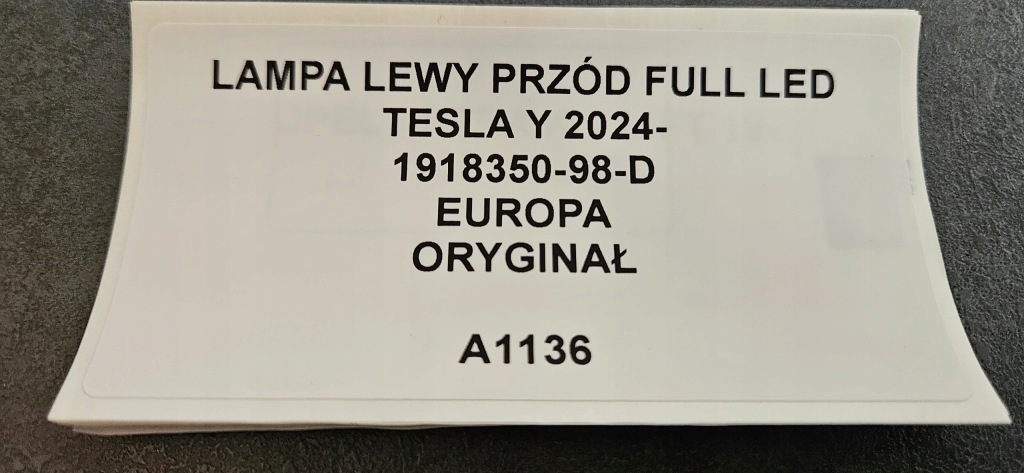 LAMPA LEWY PRZÓD FULL LED
TESLA Y 2024-
1918350-98-D
EUROPA
ORYGINAŁ
A1136